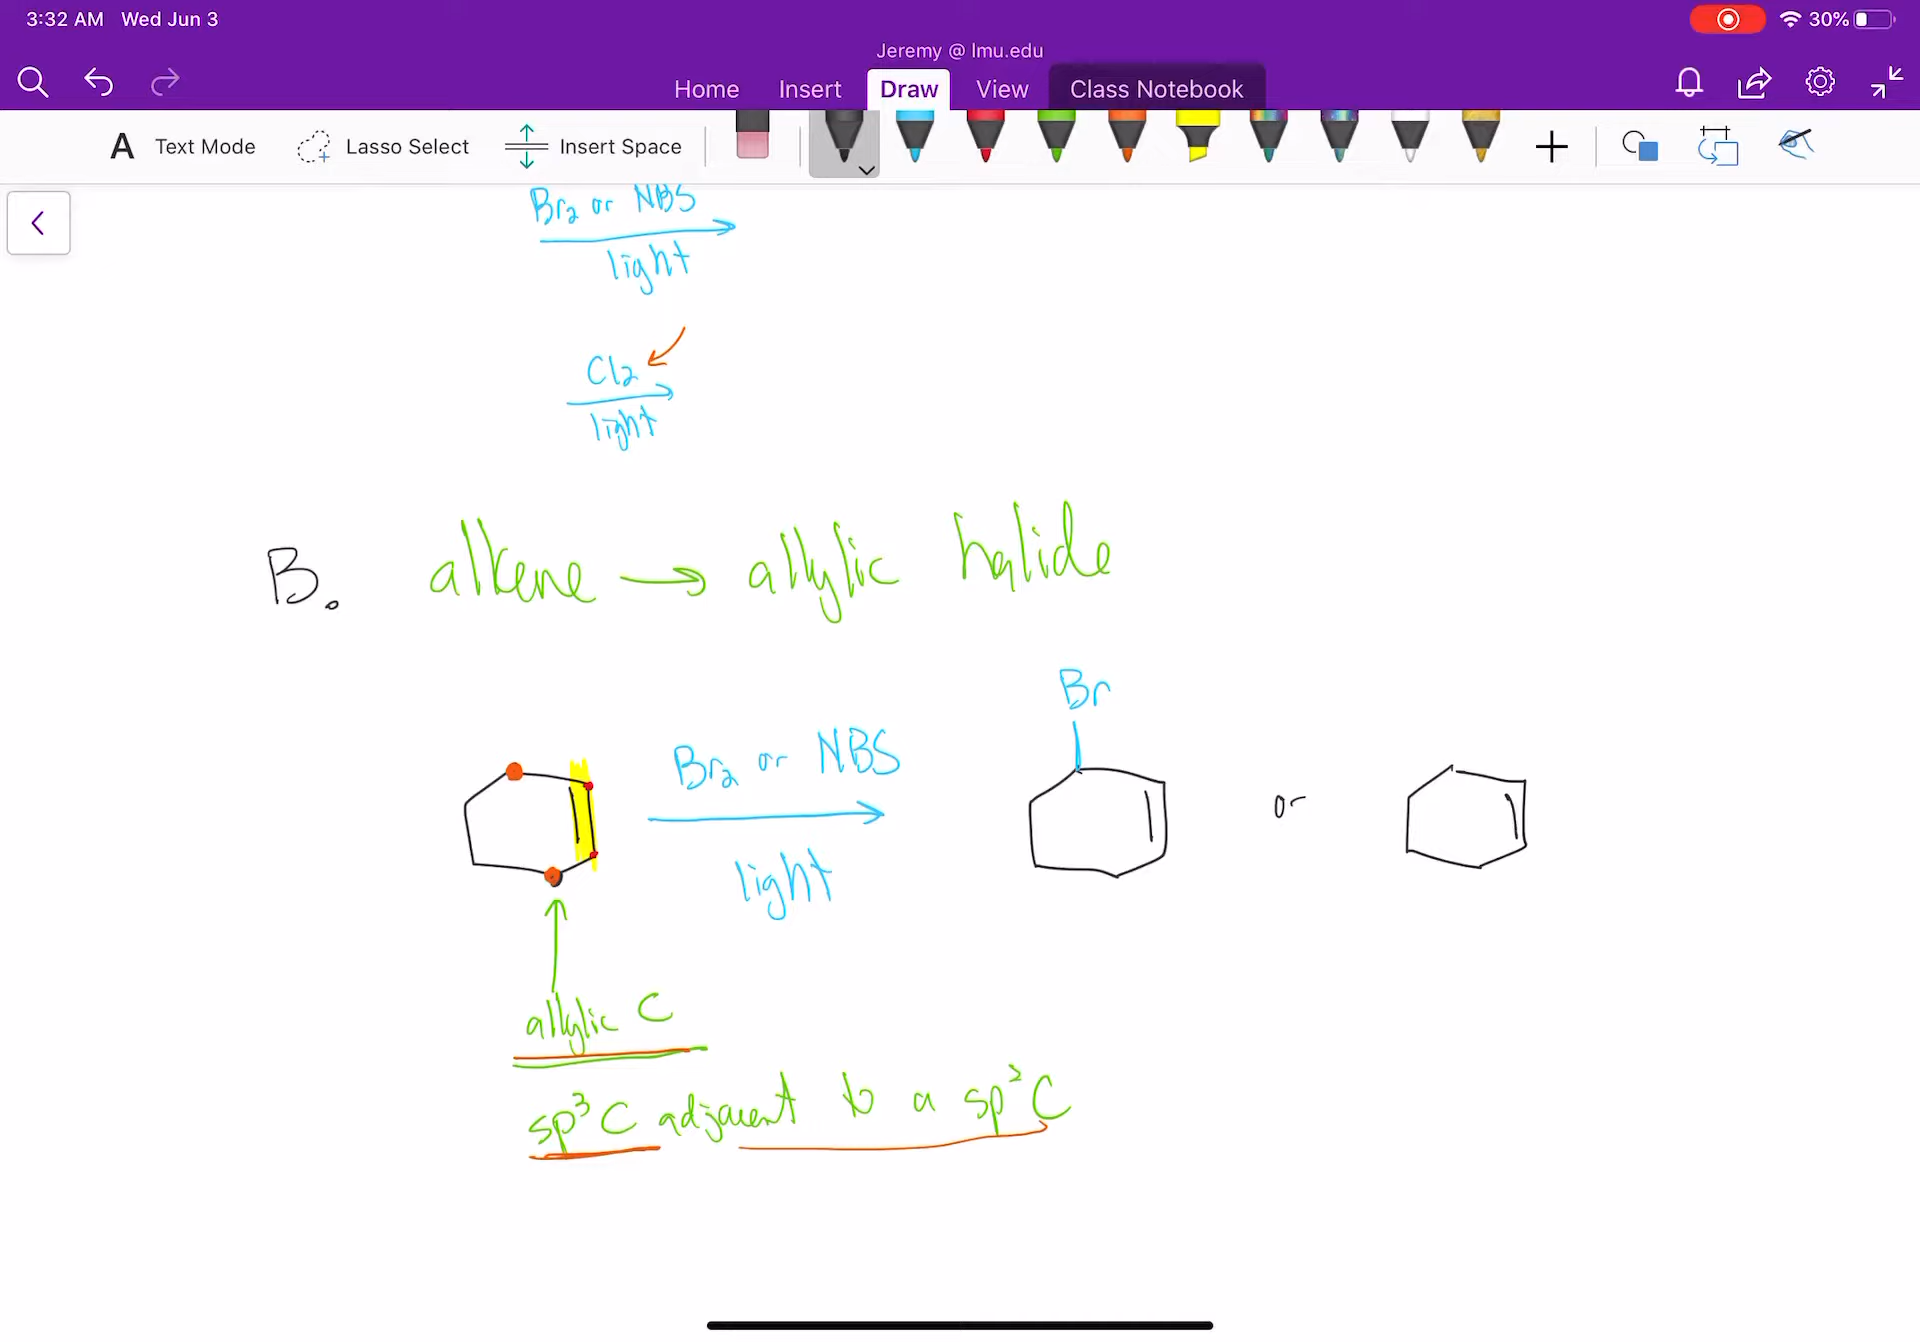 3:32 AM Wed Jun 3
30%
Jeremy @ lmu.edu
Home Insert Draw View Class Notebook
A Text Mode Lasso Select Insert Space
Br₂ or NBS
light
Cl₂
light
B. alkene → allylic halide
Br
Br₂ or NBS
or
light
allylic C
sp³ C adjacent to a sp² C